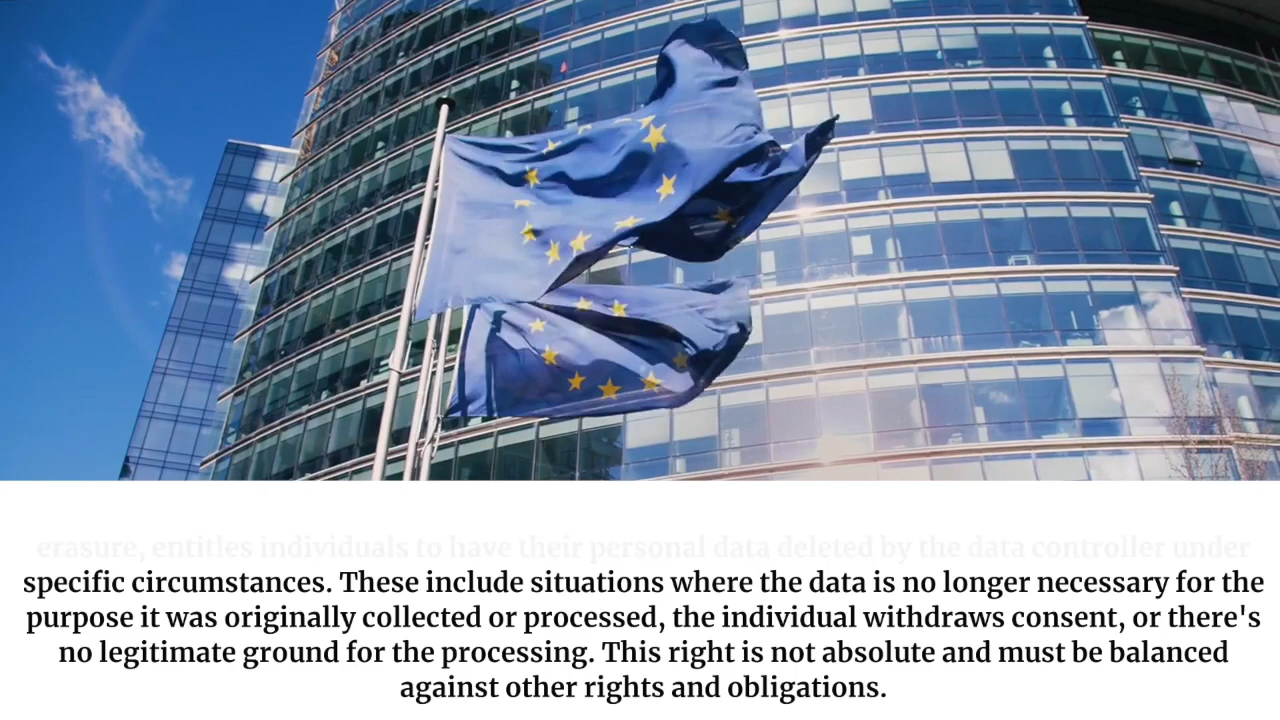 erasure, entitles individuals to have their personal data deleted by the data controller under
specific circumstances. These include situations where the data is no longer necessary for the
purpose it was originally collected or processed, the individual withdraws consent, or there's
no legitimate ground for the processing. This right is not absolute and must be balanced
against other rights and obligations.